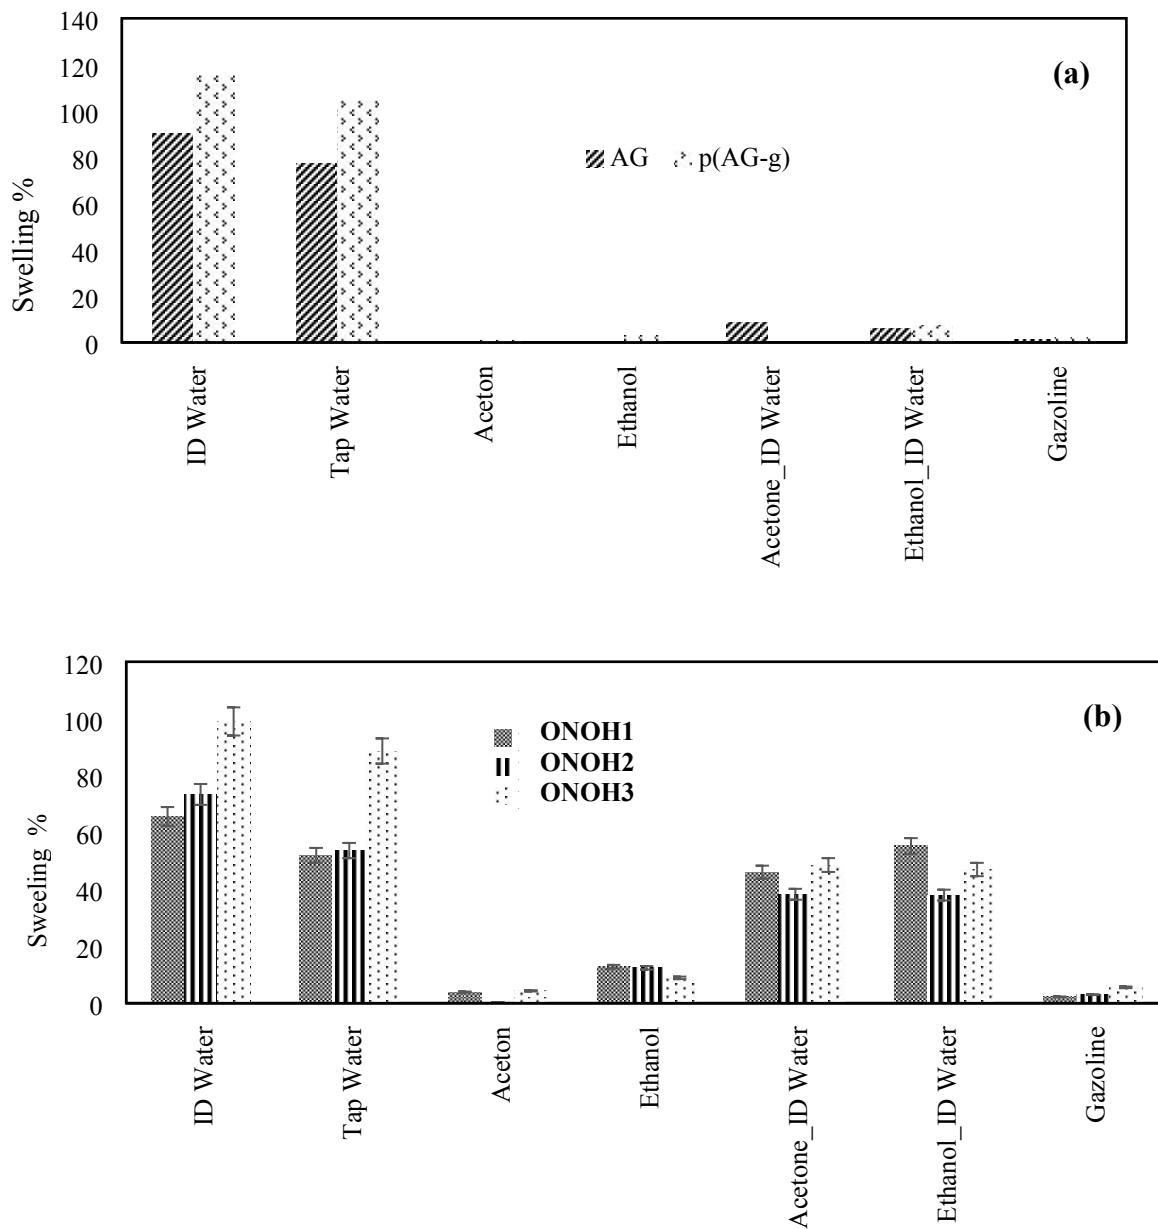 140
120
100
80
60
40
20
0
Swelling %
(a)
AG p(AG-g)
ID Water
Tap Water
Aceton
Ethanol
Acetone_ID Water
Ethanol_ID Water
Gazoline
120
100
80
60
40
20
0
Sweeling %
(b)
ONOH1
ONOH2
ONOH3
ID Water
Tap Water
Aceton
Ethanol
Acetone_ID Water
Ethanol_ID Water
Gazoline